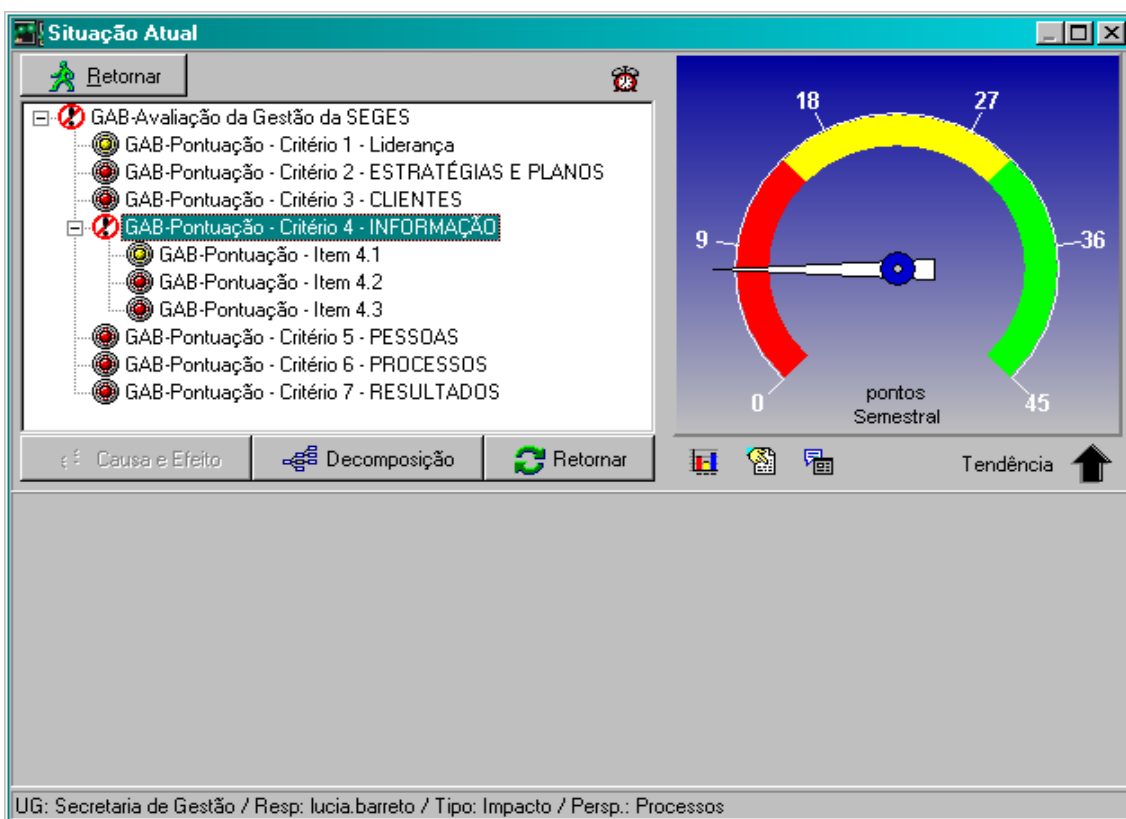 Situação Atual
Retornar
GAB-Avaliação da Gestão da SEGES
GAB-Pontuação - Critério 1 - Liderança
GAB-Pontuação - Critério 2 - ESTRATÉGIAS E PLANOS
GAB-Pontuação - Critério 3 - CLIENTES
GAB-Pontuação - Critério 4 - INFORMAÇÃO
GAB-Pontuação - Item 4.1
GAB-Pontuação - Item 4.2
GAB-Pontuação - Item 4.3
GAB-Pontuação - Critério 5 - PESSOAS
GAB-Pontuação - Critério 6 - PROCESSOS
GAB-Pontuação - Critério 7 - RESULTADOS
18 27
9 36
0 45
pontos
Semestral
Causa e Efeito Decomposição Retornar
Tendência
UG: Secretaria de Gestão / Resp: lucia.barreto / Tipo: Impacto / Persp.: Processos